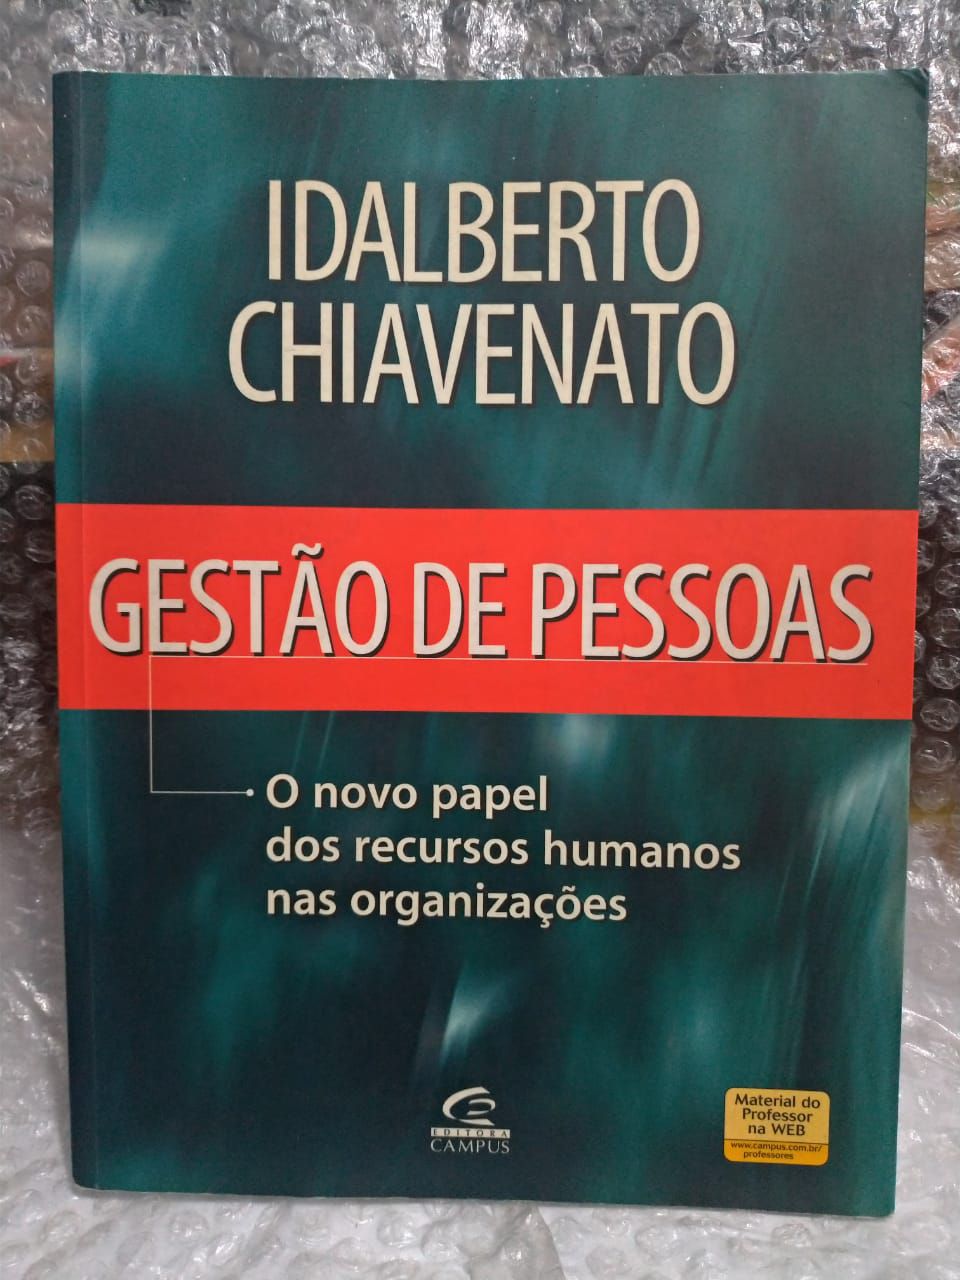 IDALBERTO
CHIAVENATO
GESTÃO DE PESSOAS
O novo papel
dos recursos humanos
nas organizações
EDITORA
CAMPUS
Material do
Professor
na WEB
www.campus.com.br/
professores